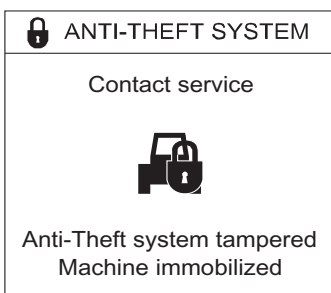 ANTI-THEFT SYSTEM
Contact service
Anti-Theft system tampered
Machine immobilized